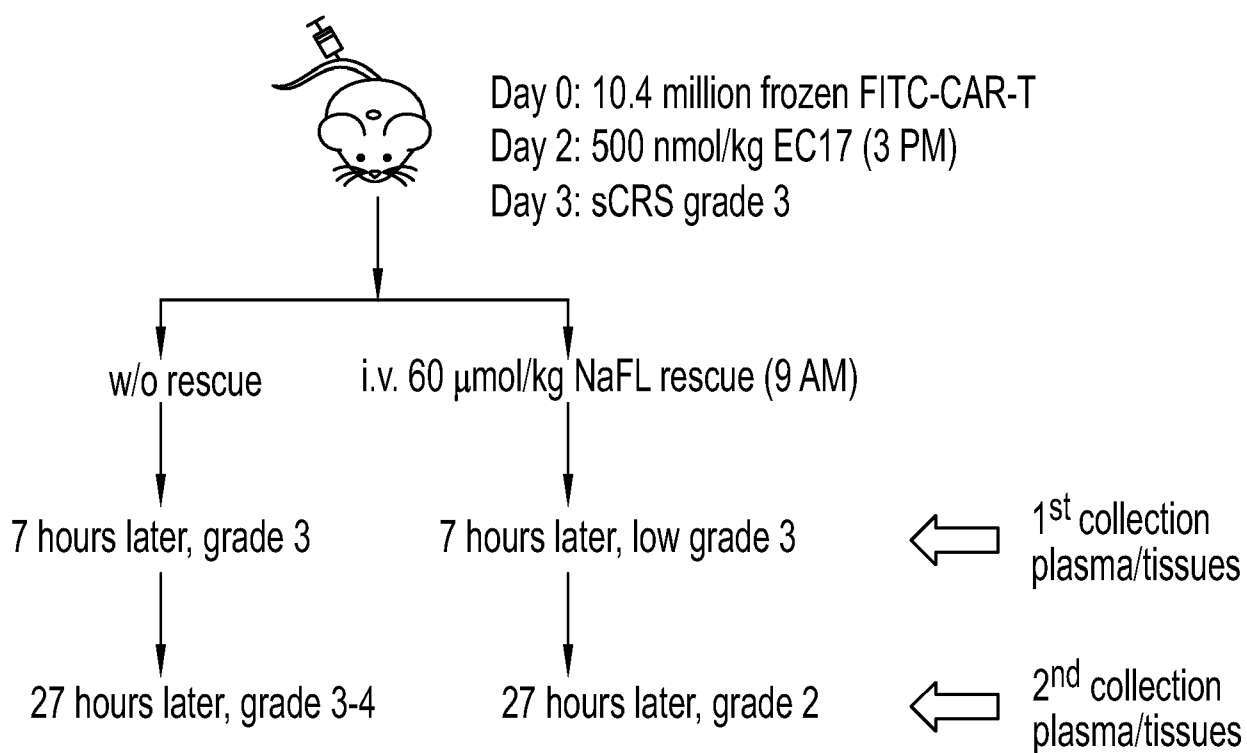 Day 0: 10.4 million frozen FITC-CAR-T
Day 2: 500 nmol/kg EC17 (3 PM)
Day 3: sCRS grade 3
w/o rescue
i.v. 60 μmol/kg NaFL rescue (9 AM)
7 hours later, grade 3
7 hours later, low grade 3
1st collection
plasma/tissues
27 hours later, grade 3-4
27 hours later, grade 2
2nd collection
plasma/tissues